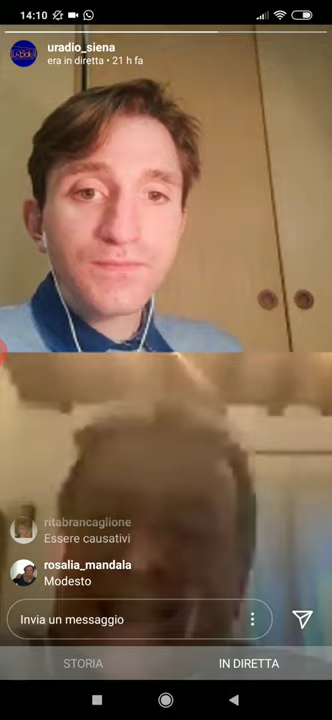 14:10
uradio_siena
era in diretta • 21 h fa
ritabrancaglione
Essere causativi
rosalia_mandala
Modesto
Invia un messaggio
STORIA
IN DIRETTA